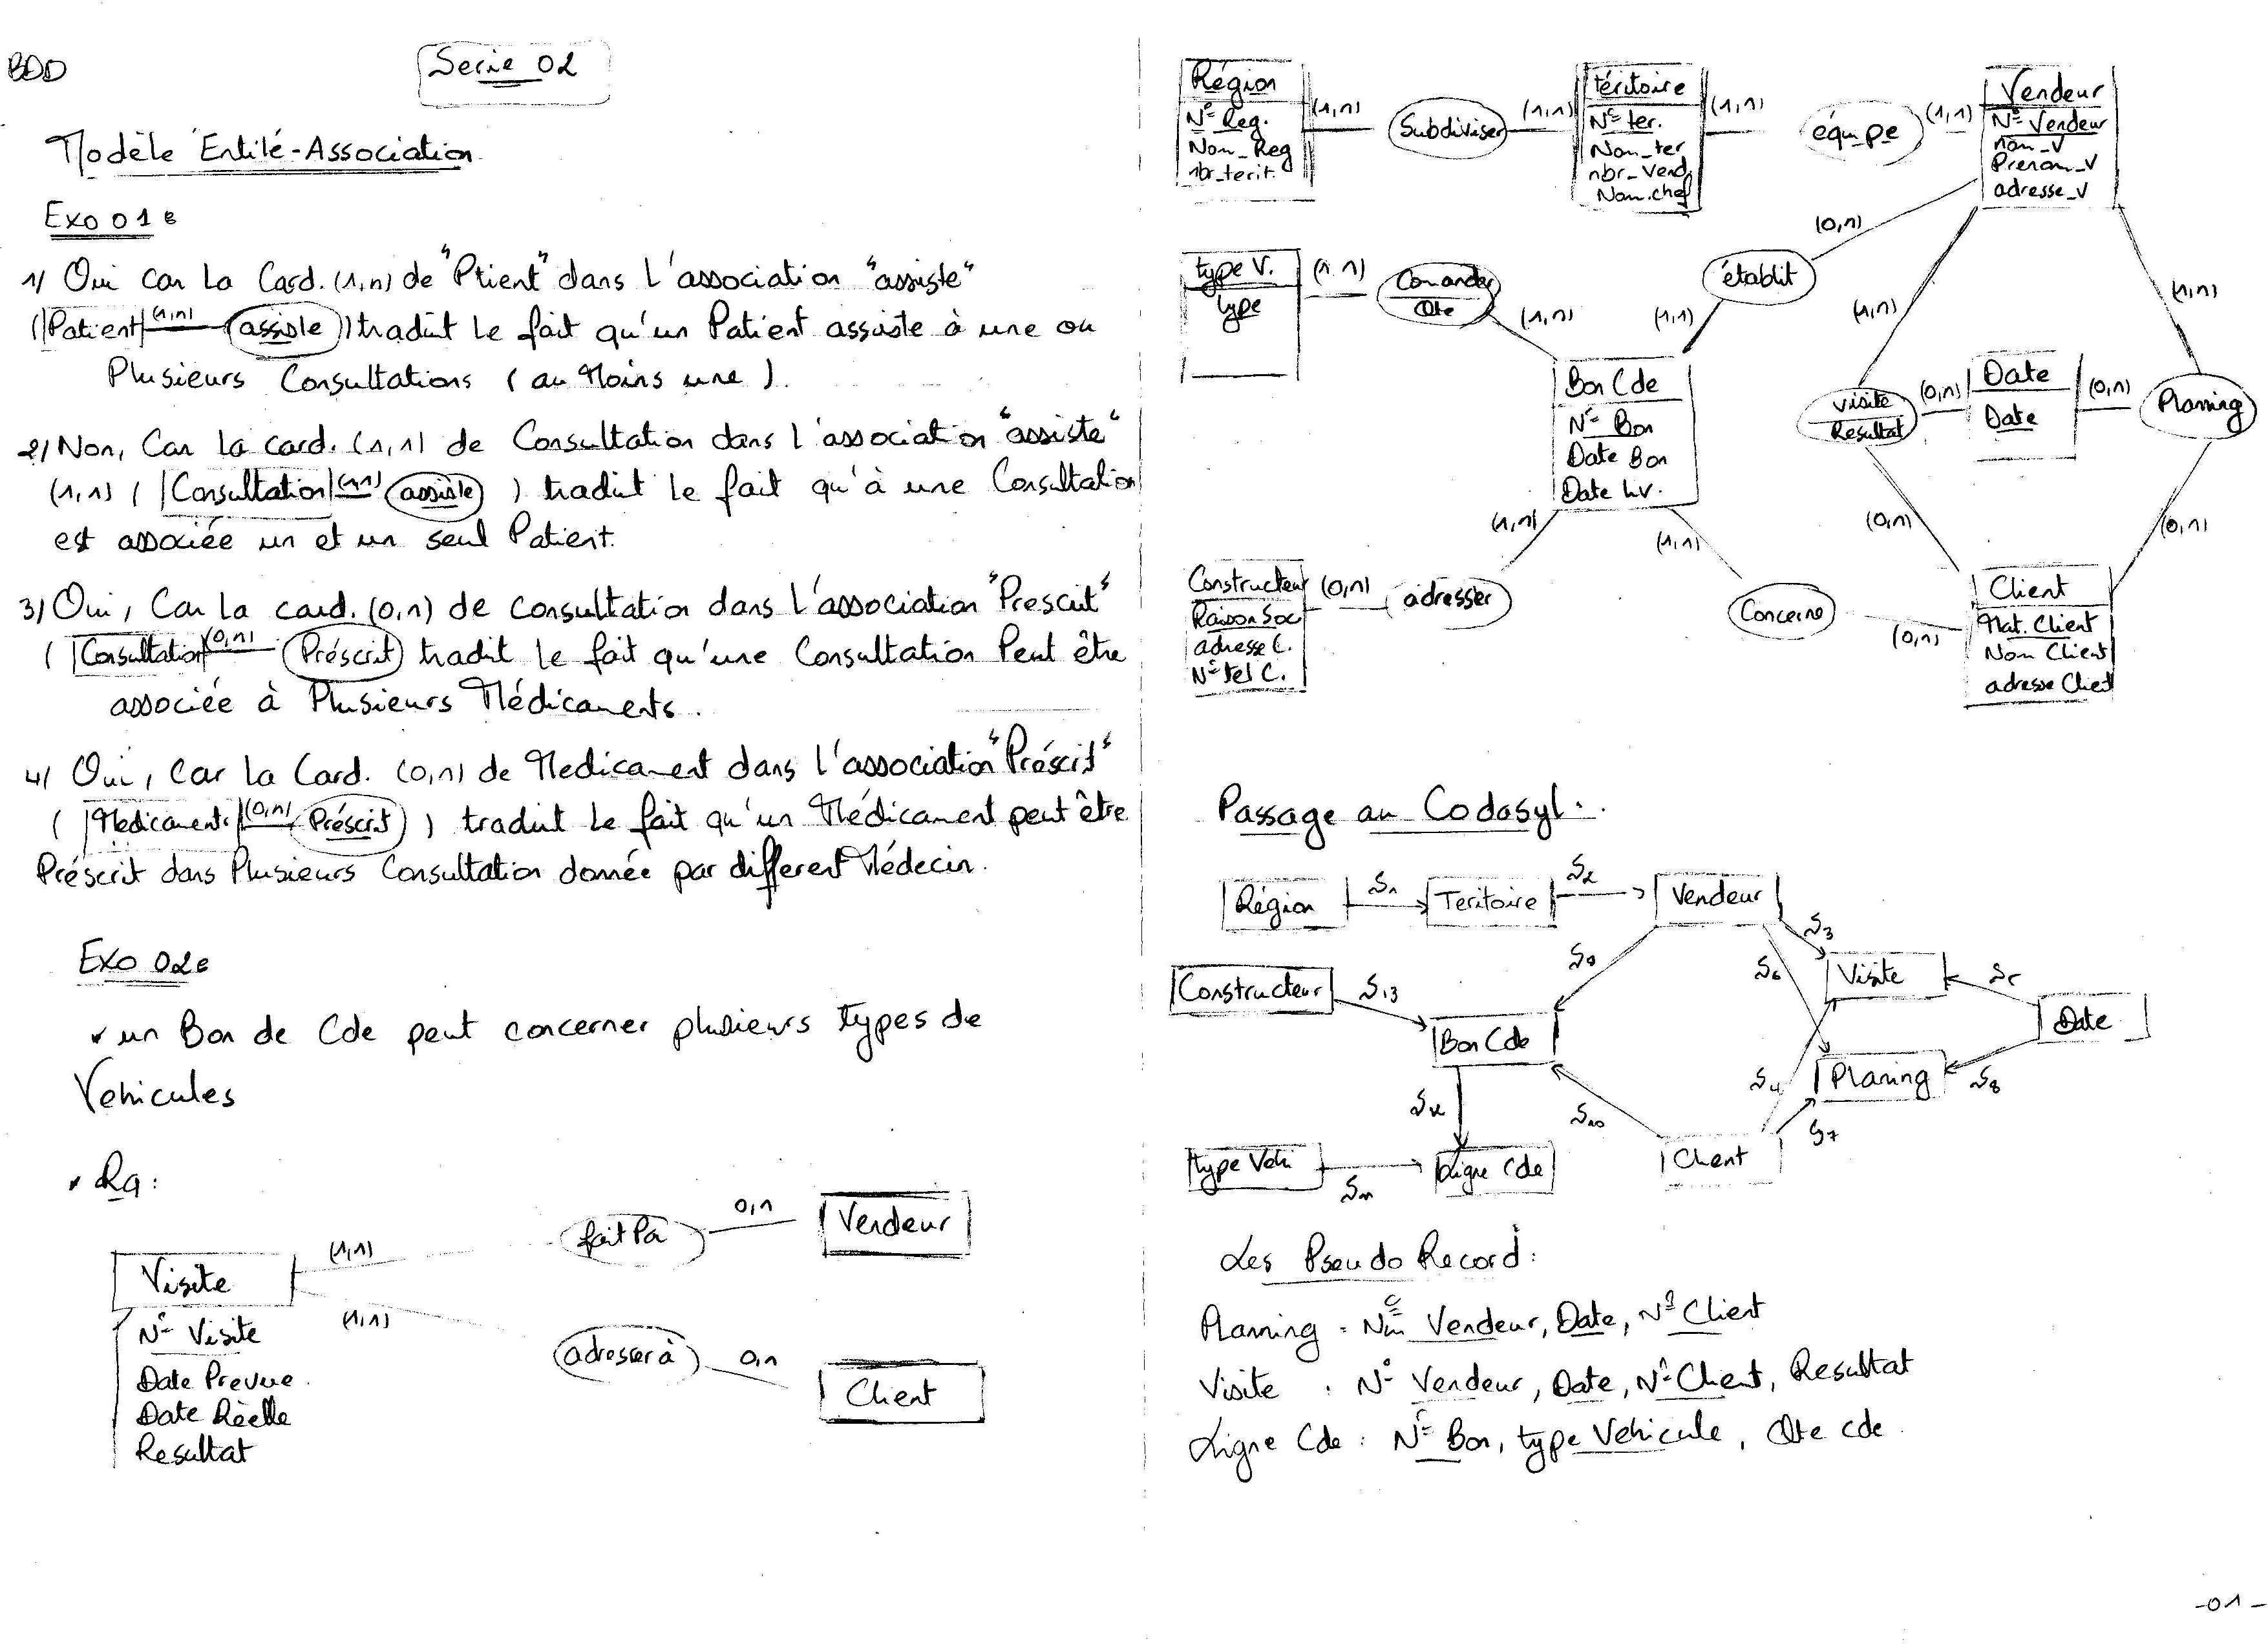 BDD
Serie 02
Modèle Entité-Association
Exo 01 :
1/ Oui car la Card. (1,n) de "Ptient" dans l'association "assiste"
(Patient (1,n) assiste) traduit le fait qu'un Patient assiste à une ou
Plusieurs Consultations (au Moins une).
2/ Non, Car la card. (1,1) de Consultation dans l'association "assiste"
(1,1) ( Consultation (1,1) assiste ) traduit le fait qu'à une Consultation
est associée un et un seul Patient.
3/ Oui, Car la card. (0,n) de consultation dans l'association "Prescrit"
( Consultation (0,n) Préscrit) traduit le fait qu'une Consultation Peut être
associée à Plusieurs Médicaments.
4/ Oui, Car la Card. (0,n) de Medicament dans l'association "Préscrit"
( Medicament (0,n) Préscrit ) traduit le fait qu'un Médicament peut être
Préscrit dans Plusieurs Consultation donnée par different Médecin.
Exo 02 :
un Bon de Cde peut concerner plusieurs types de
Vehicules
Rq :
Visite
N° Visite
Date Prevue
Date Réelle
Resultat
(1,1)
fait Par
0,n
Vendeur
(1,1)
adresser à
0,n
Client
Région
N° Reg.
Nom_Reg
nbr_terit.
(1,n)
Subdiviser
(1,1)
téritoire
N° ter.
Nom_ter
nbr_Vend.
Nom.chef
(1,n)
équipe
(1,1)
Vendeur
N° Vendeur
nom_V
Prenom_V
adresse_V
type V.
type
(1,n)
Comander
Qte
(1,n)
établit
(0,n)
(1,1)
(1,n)
(1,n)
Bon Cde
N° Bon
Date Bon
Date Liv.
visite
Resultat
(0,n)
Date
Date
(0,n)
Planing
(1,n)
(1,1)
(0,n)
(0,n)
Constructeur
Raison Soc
adresse C.
N° tel C.
(0,n)
adresser
Concerne
(0,n)
Client
Mat. Client
Nom Client
adresse Client
Passage au Codasyl :
Région
S1
Teritoire
S2
Vendeur
S3
Constructeur
S13
S9
S6
Visite
S5
Date
Bon Cde
S4
Planing
S8
S12
S10
S7
type Vehi
S11
Ligne Cde
Client
Les Pseudo Record :
Planning : Num Vendeur, Date, N° Client
Visite : N° Vendeur, Date, N° Client, Resultat
Ligne Cde : N° Bon, type Vehicule, Qte cde.
-01-